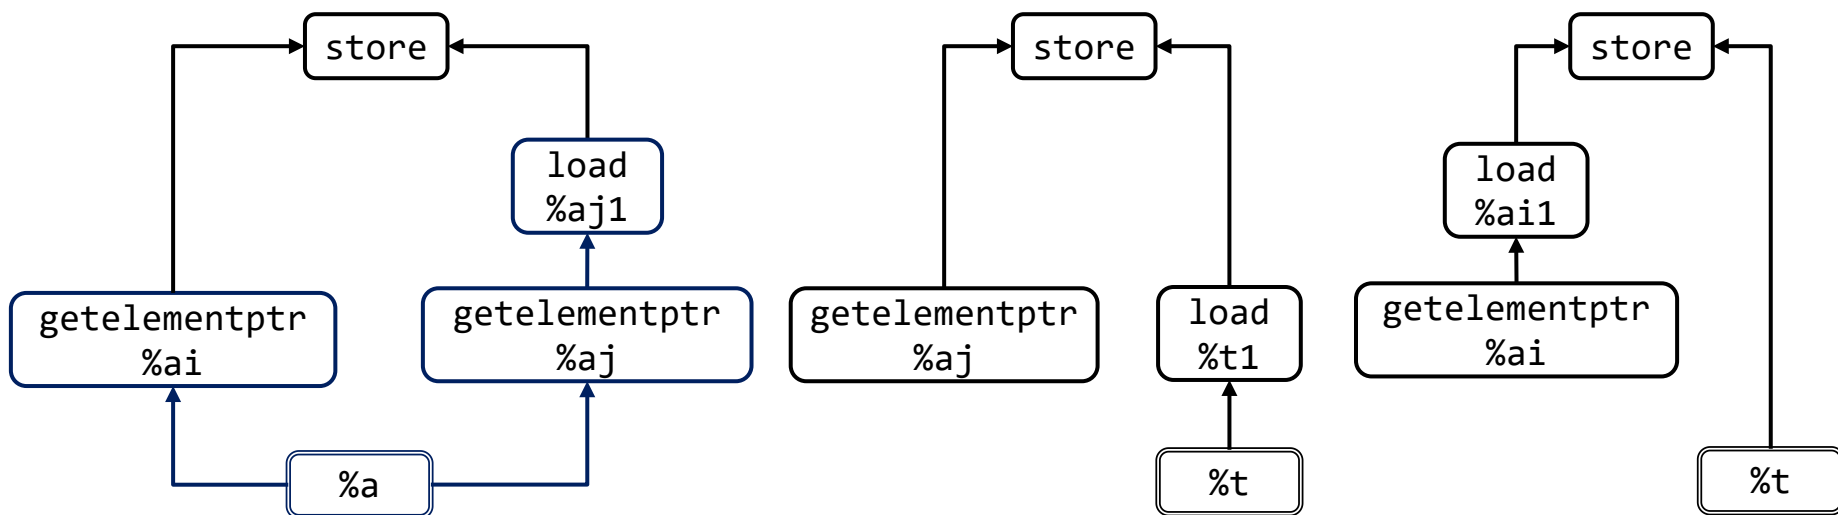 store
load
%aj1
getelementptr
%ai
getelementptr
%aj
%a
store
getelementptr
%aj
load
%t1
%t
store
load
%ai1
getelementptr
%ai
%t